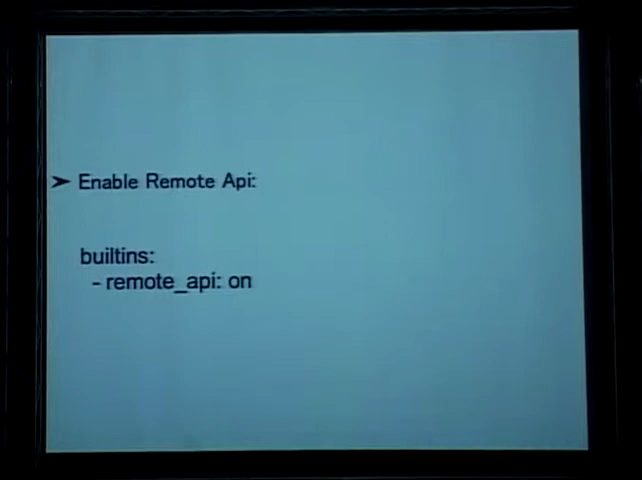 ➤ Enable Remote Api:
builtins:
- remote_api: on